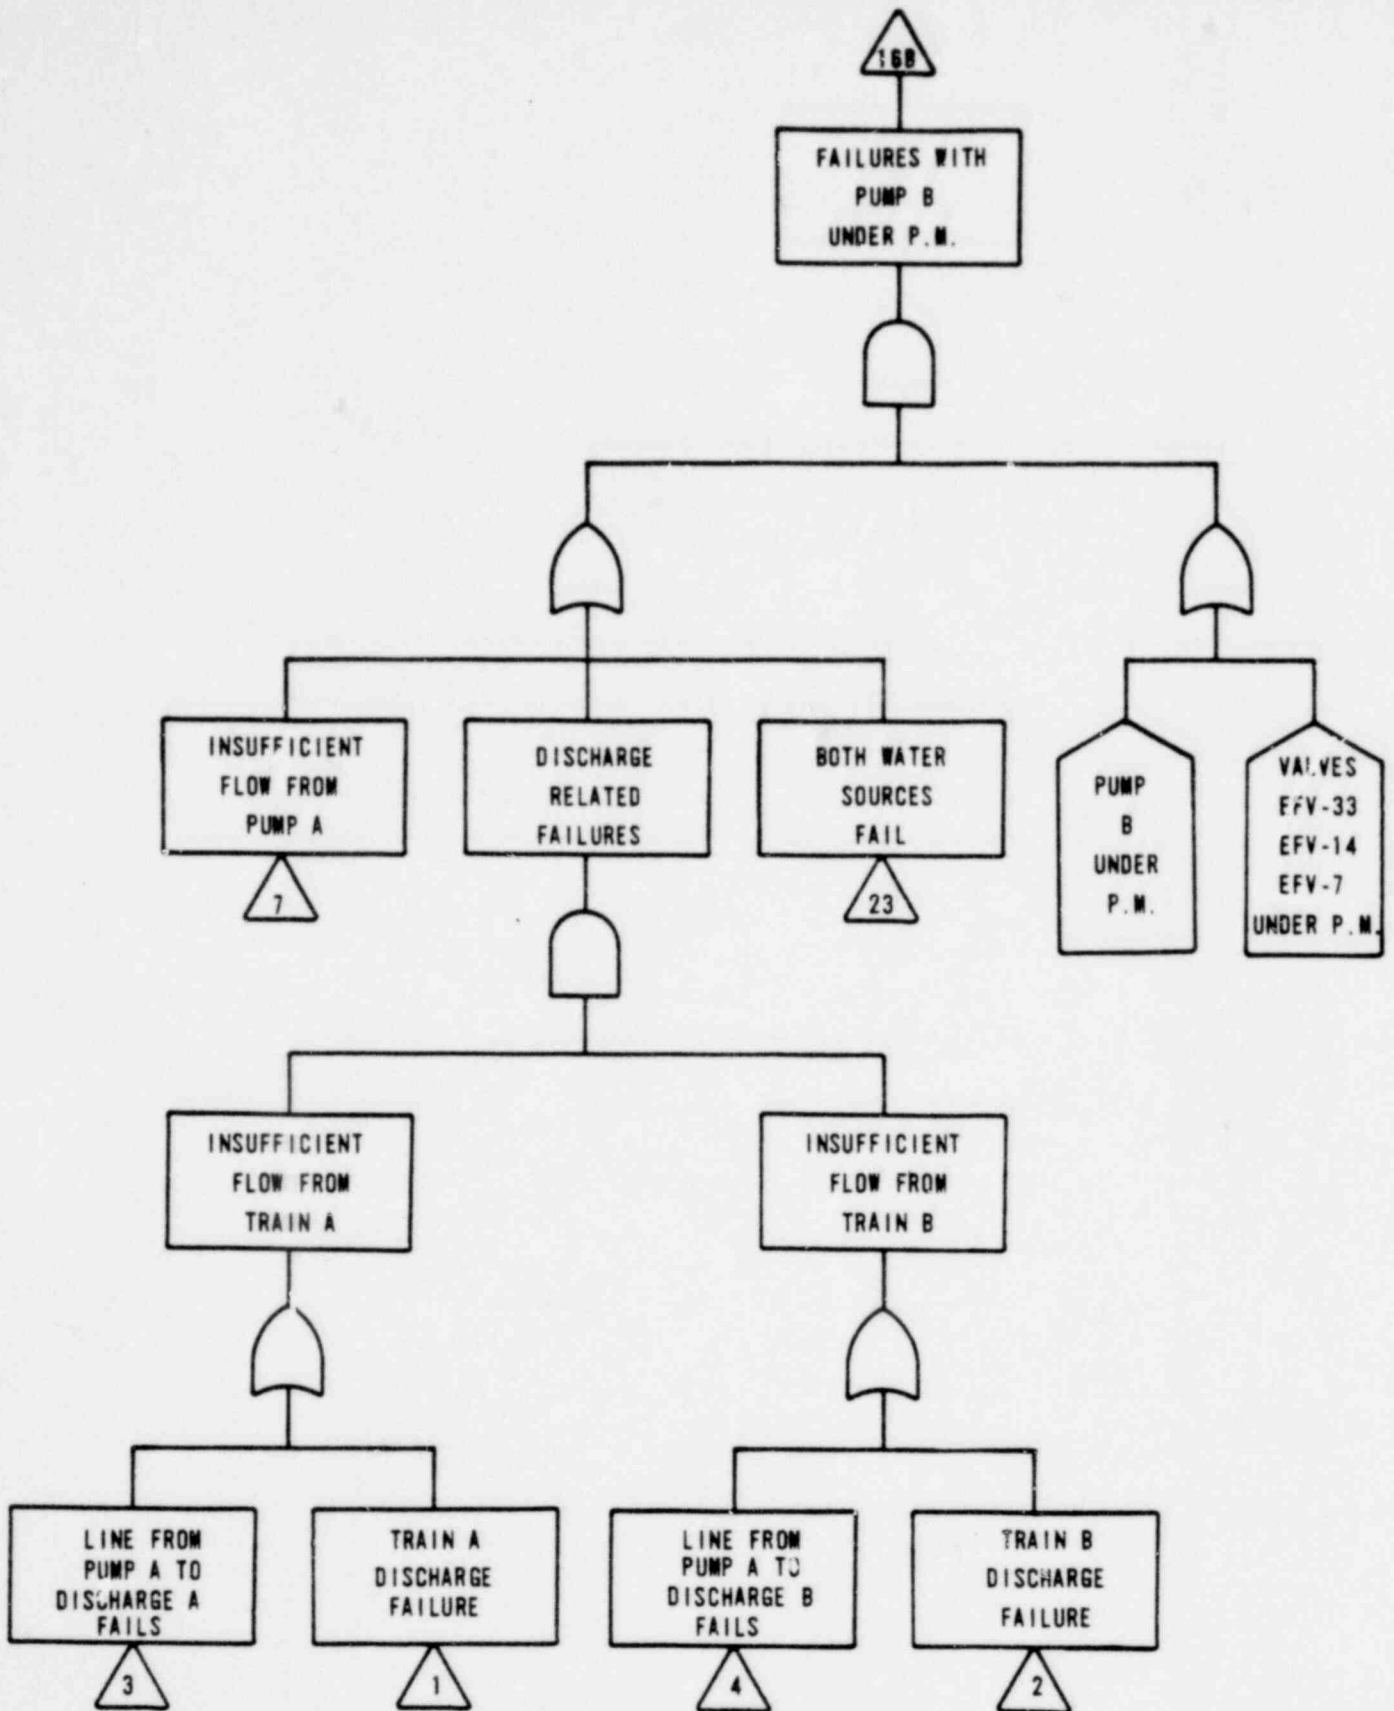 16B
FAILURES WITH
PUMP B
UNDER P.M.
INSUFFICIENT
FLOW FROM
PUMP A
7
DISCHARGE
RELATED
FAILURES
BOTH WATER
SOURCES
FAIL
23
PUMP
B
UNDER
P.M.
VALVES
EFV-33
EFV-14
EFV-7
UNDER P.M.
INSUFFICIENT
FLOW FROM
TRAIN A
INSUFFICIENT
FLOW FROM
TRAIN B
LINE FROM
PUMP A TO
DISCHARGE A
FAILS
3
TRAIN A
DISCHARGE
FAILURE
1
LINE FROM
PUMP A TO
DISCHARGE B
FAILS
4
TRAIN B
DISCHARGE
FAILURE
2